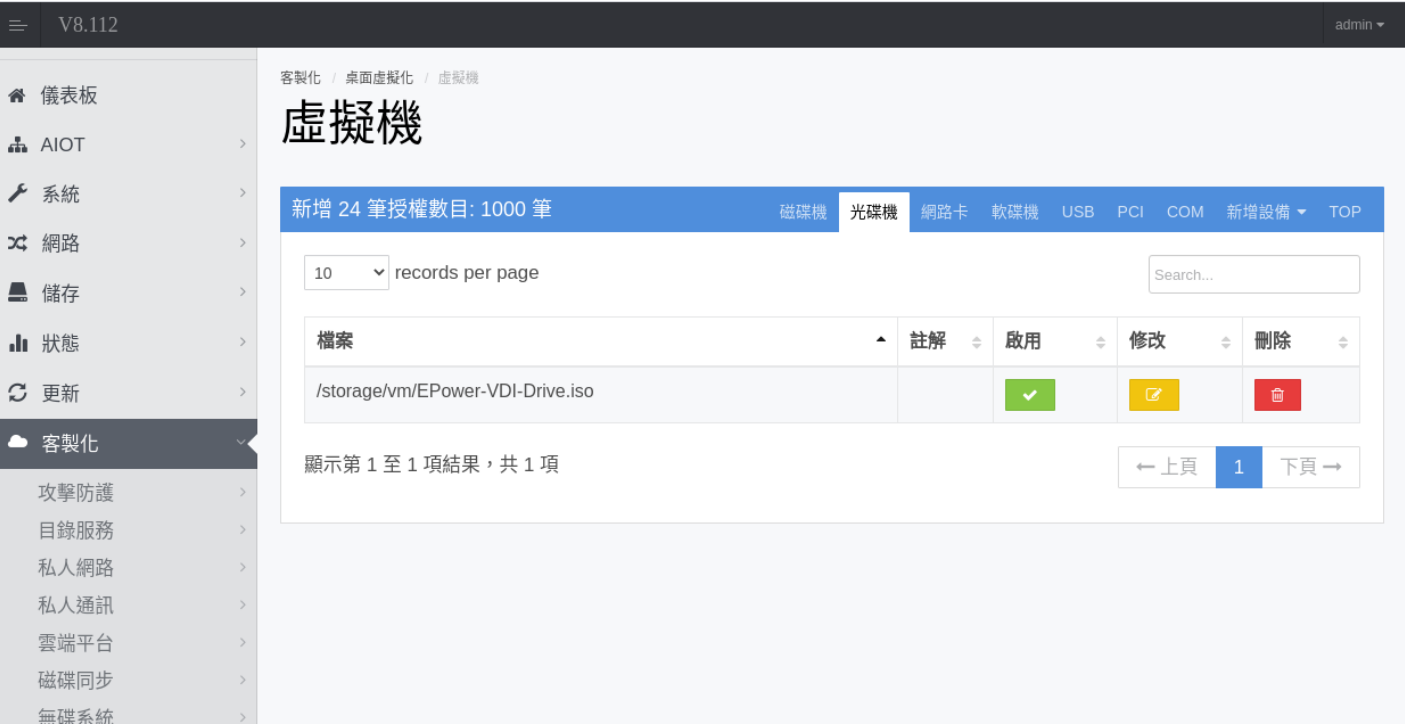 V8.112
admin
儀表板
AIOT
系統
網路
儲存
狀態
更新
客製化
攻擊防護
目錄服務
私人網路
私人通訊
雲端平台
磁碟同步
無碟系統
客製化 / 桌面虛擬化 / 虛擬機
虛擬機
新增 24 筆授權數目: 1000 筆
磁碟機 光碟機 網路卡 軟碟機 USB PCI COM 新增設備 TOP
10 records per page
Search...
檔案 註解 啟用 修改 刪除
/storage/vm/EPower-VDI-Drive.iso
顯示第 1 至 1 項結果，共 1 項
←上頁 1 下頁→